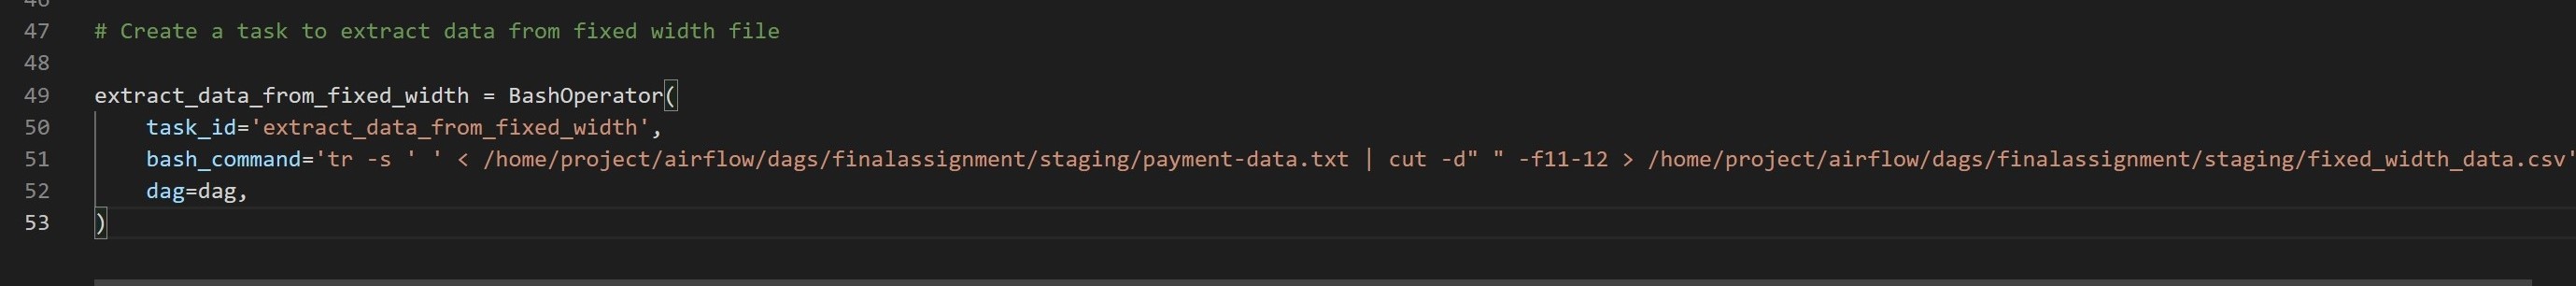 47 # Create a task to extract data from fixed width file
48
49 extract_data_from_fixed_width = BashOperator(
50 task_id='extract_data_from_fixed_width',
51 bash_command='tr -s ' ' < /home/project/airflow/dags/finalassignment/staging/payment-data.txt | cut -d" " -f11-12 > /home/project/airflow/dags/finalassignment/staging/fixed_width_data.csv'
52 dag=dag,
53 )